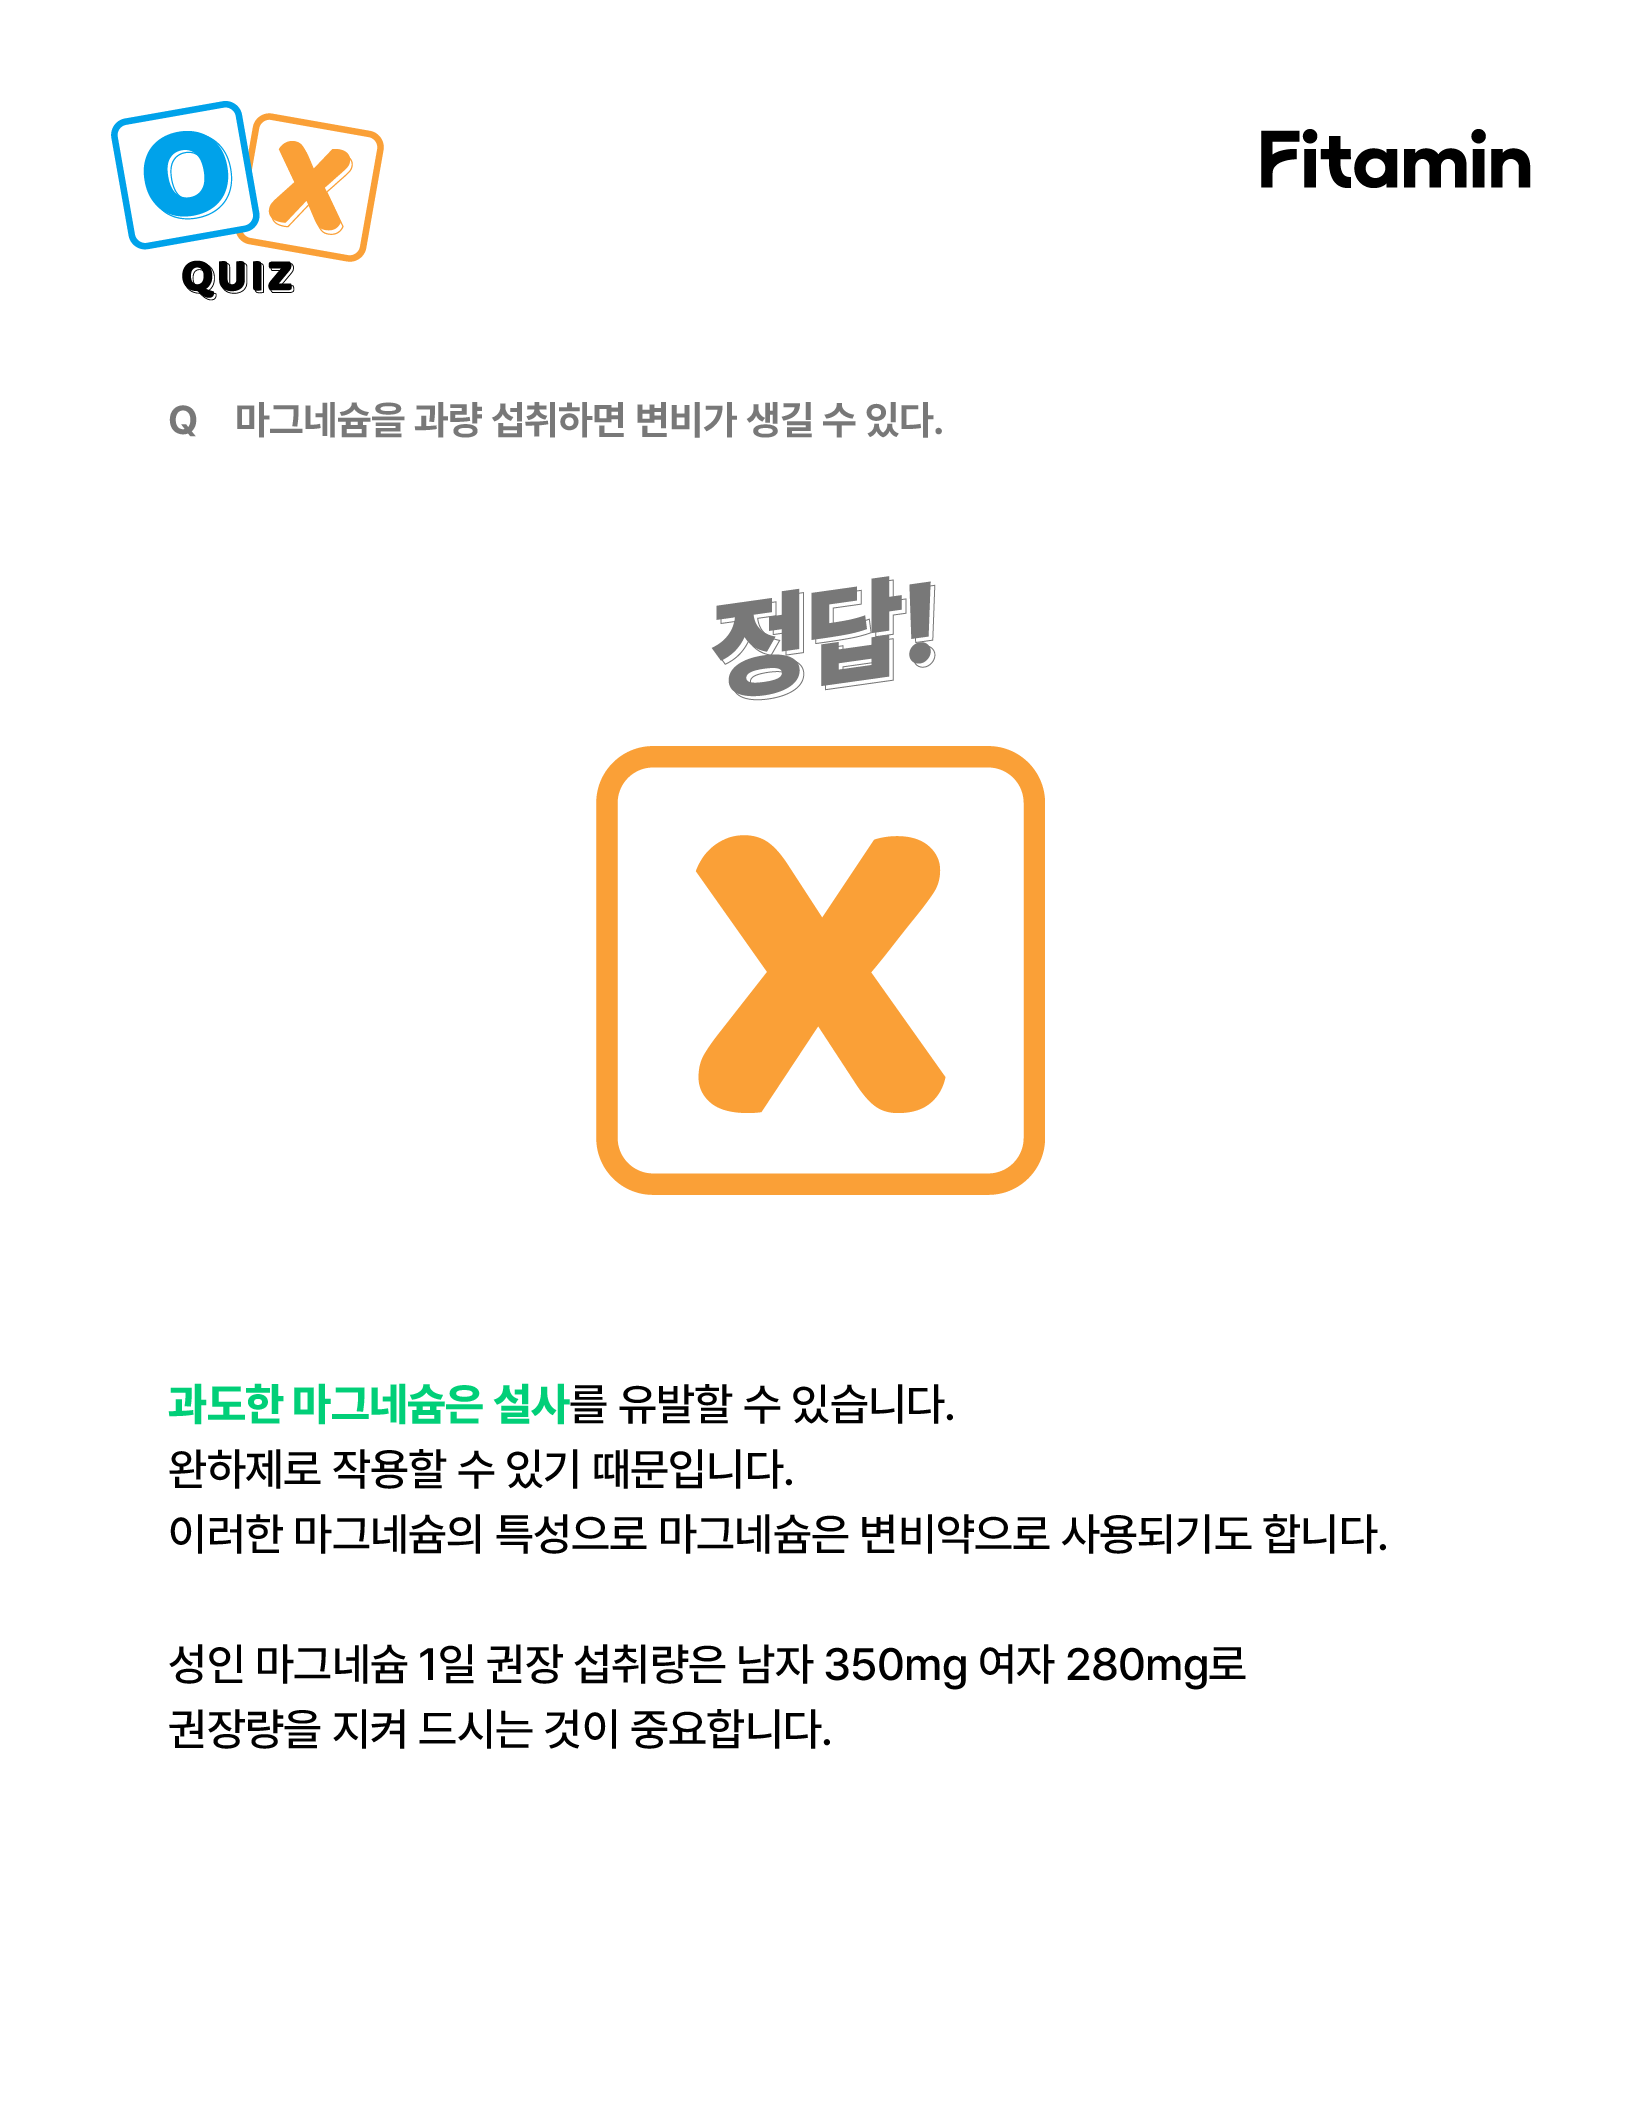 O X
QUIZ
Fitamin
Q 마그네슘을 과량 섭취하면 변비가 생길 수 있다.
정답!
X
과도한 마그네슘은 설사를 유발할 수 있습니다.
완하제로 작용할 수 있기 때문입니다.
이러한 마그네슘의 특성으로 마그네슘은 변비약으로 사용되기도 합니다.
성인 마그네슘 1일 권장 섭취량은 남자 350mg 여자 280mg로
권장량을 지켜 드시는 것이 중요합니다.